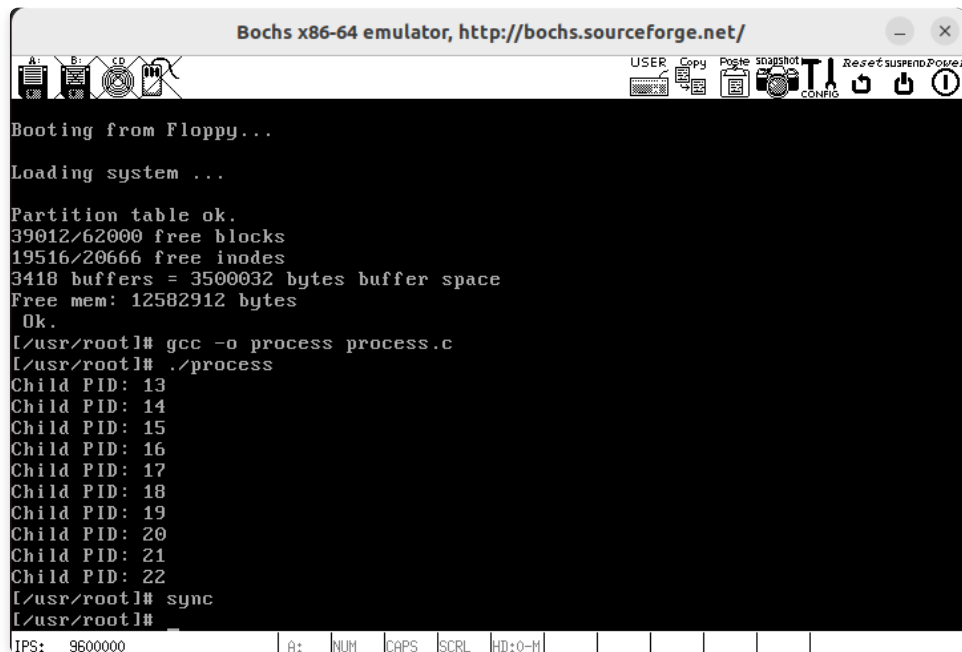 Bochs x86-64 emulator, http://bochs.sourceforge.net/
A: B: CD USER Copy Paste snapshot CONFIG Reset SUSPEND Power
Booting from Floppy...
Loading system ...
Partition table ok.
39012/62000 free blocks
19516/20666 free inodes
3418 buffers = 3500032 bytes buffer space
Free mem: 12582912 bytes
Ok.
[/usr/root]# gcc -o process process.c
[/usr/root]# ./process
Child PID: 13
Child PID: 14
Child PID: 15
Child PID: 16
Child PID: 17
Child PID: 18
Child PID: 19
Child PID: 20
Child PID: 21
Child PID: 22
[/usr/root]# sync
[/usr/root]# _
IPS: 9600000 A: NUM CAPS SCRL HD:0-M